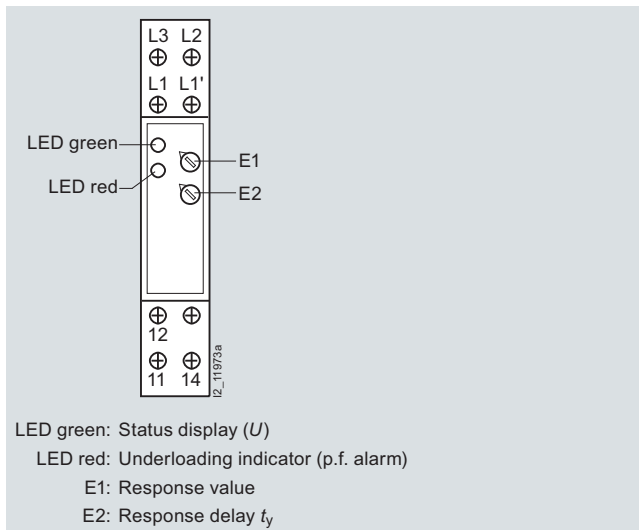 L3 L2
L1 L1'
LED green
LED red
E1
E2
12
11 14
I2_11973a
LED green: Status display (U)
LED red: Underloading indicator (p.f. alarm)
E1: Response value
E2: Response delay ty